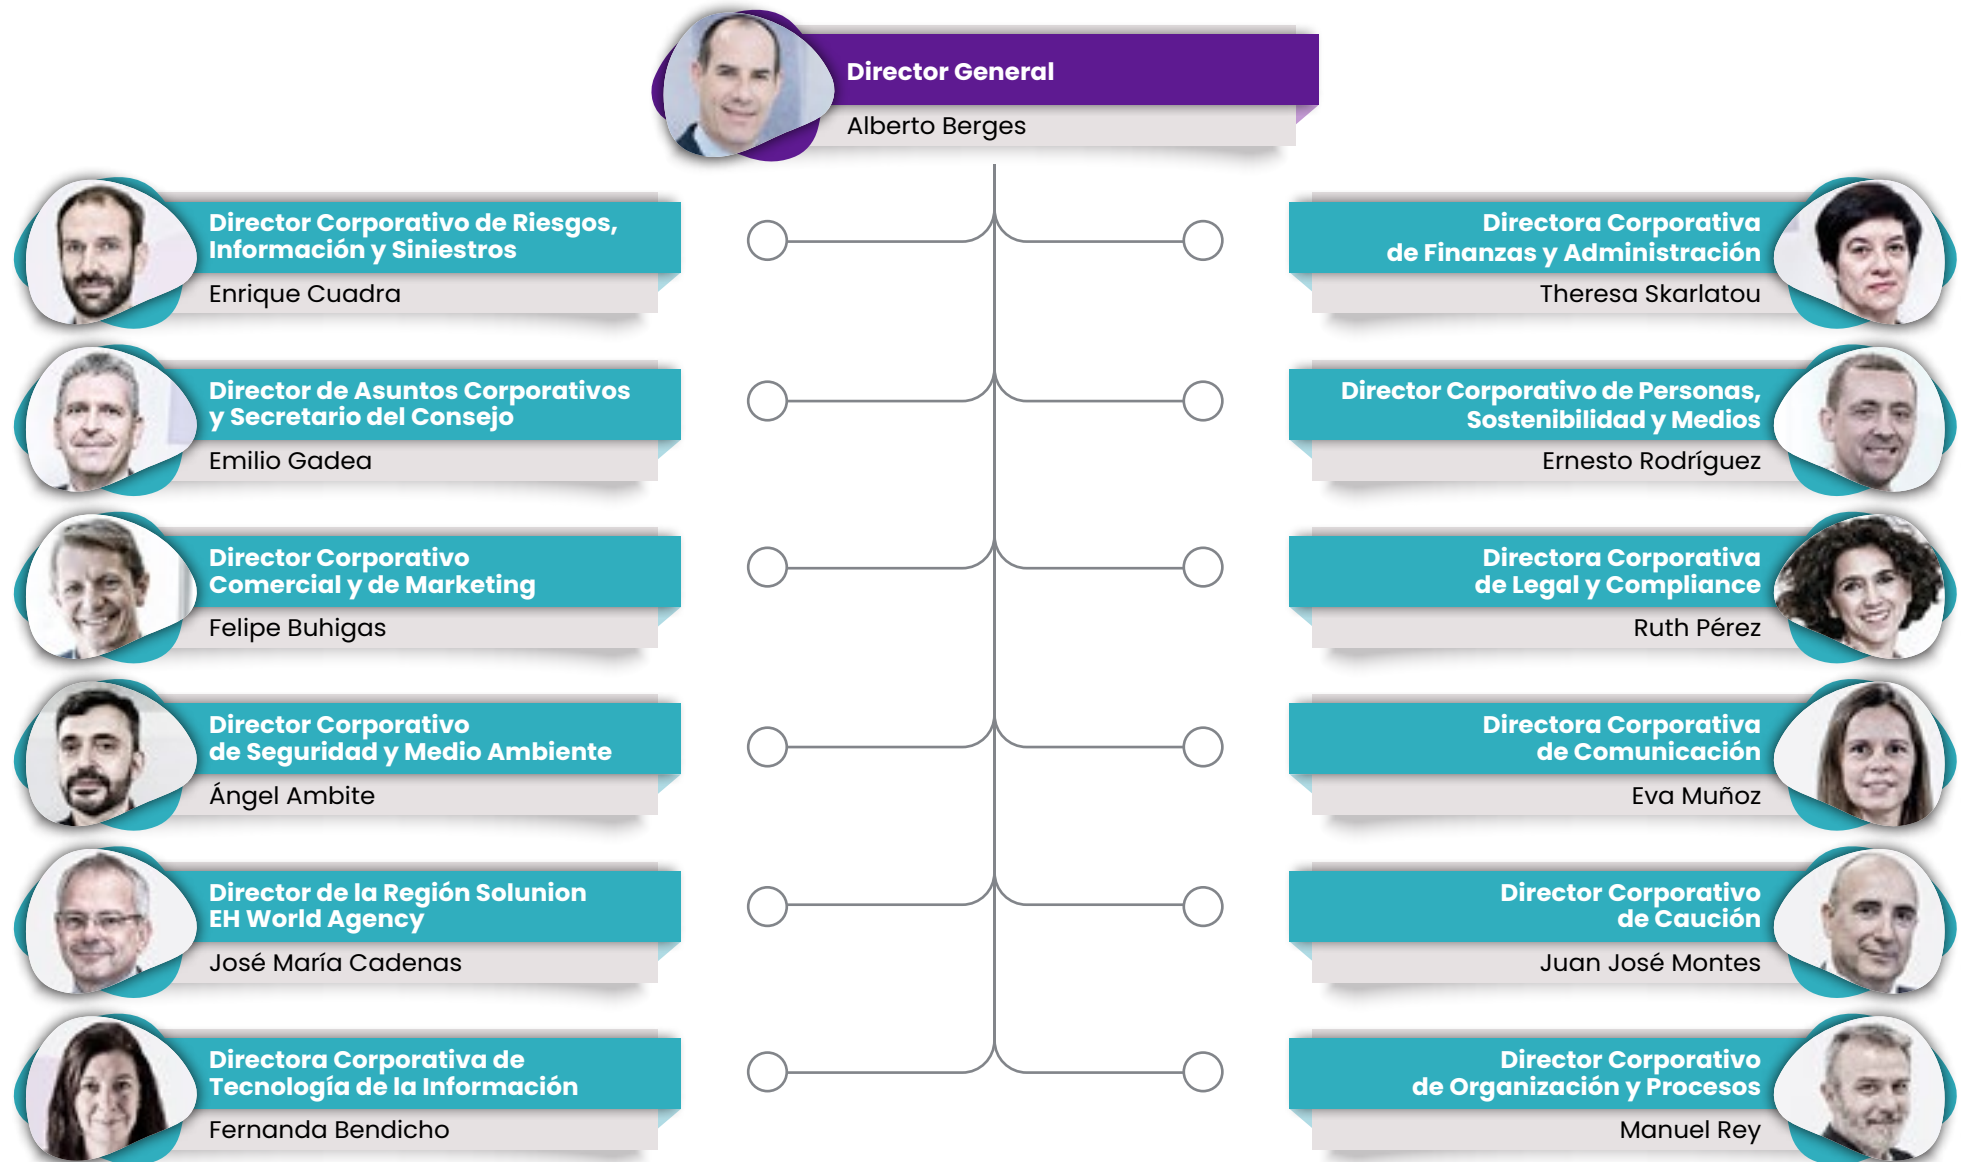 Director General
Alberto Berges
Director Corporativo de Riesgos,
Información y Siniestros
Enrique Cuadra
Directora Corporativa
de Finanzas y Administración
Theresa Skarlatou
Director de Asuntos Corporativos
y Secretario del Consejo
Emilio Gadea
Director Corporativo de Personas,
Sostenibilidad y Medios
Ernesto Rodríguez
Director Corporativo
Comercial y de Marketing
Felipe Buhigas
Directora Corporativa
de Legal y Compliance
Ruth Pérez
Director Corporativo
de Seguridad y Medio Ambiente
Ángel Ambite
Directora Corporativa
de Comunicación
Eva Muñoz
Director de la Región Solunion
EH World Agency
José María Cadenas
Director Corporativo
de Caución
Juan José Montes
Directora Corporativa de
Tecnología de la Información
Fernanda Bendicho
Director Corporativo
de Organización y Procesos
Manuel Rey